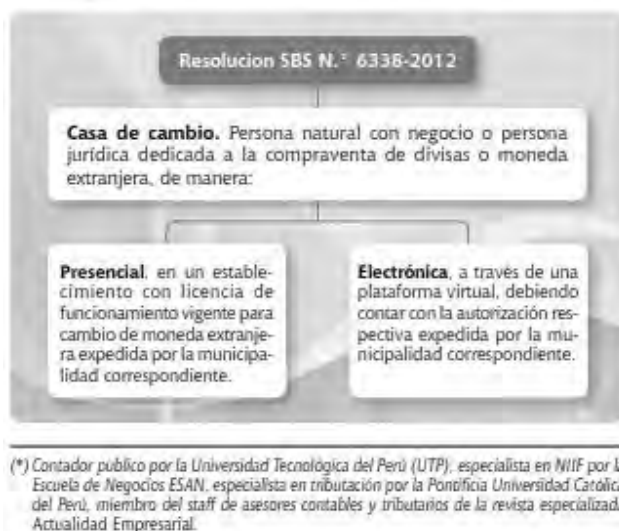 Resolucion SBS N.° 6338-2012
Casa de cambio. Persona natural con negocio o persona
jurídica dedicada a la compraventa de divisas o moneda
extranjera, de manera:
Presencial, en un estable-
cimiento con licencia de
funcionamiento vigente para
cambio de moneda extranje-
ra expedida por la municipa-
lidad correspondiente.
Electrónica, a través de una
plataforma virtual, debiendo
contar con la autorización res-
pectiva expedida por la mu-
nicipalidad correspondiente.
(*) Contador público por la Universidad Tecnológica del Perú (UTP), especialista en NIIF por l
Escuela de Negocios ESAN, especialista en tributación por la Pontificia Universidad Católic
del Perú, miembro del staff de asesores contables y tributarios de la revista especializad
Actualidad Empresarial.